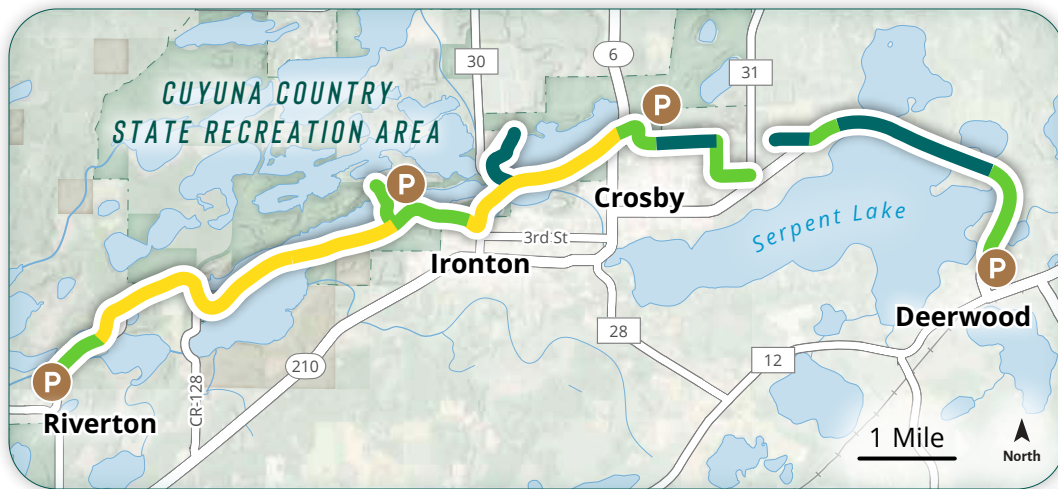 30
6
31
P
CUYUNA COUNTRY
STATE RECREATION AREA
P
Crosby
Serpent Lake
3rd St
Ironton
P
Deerwood
28
12
210
P
CR-128
Riverton
1 Mile
North